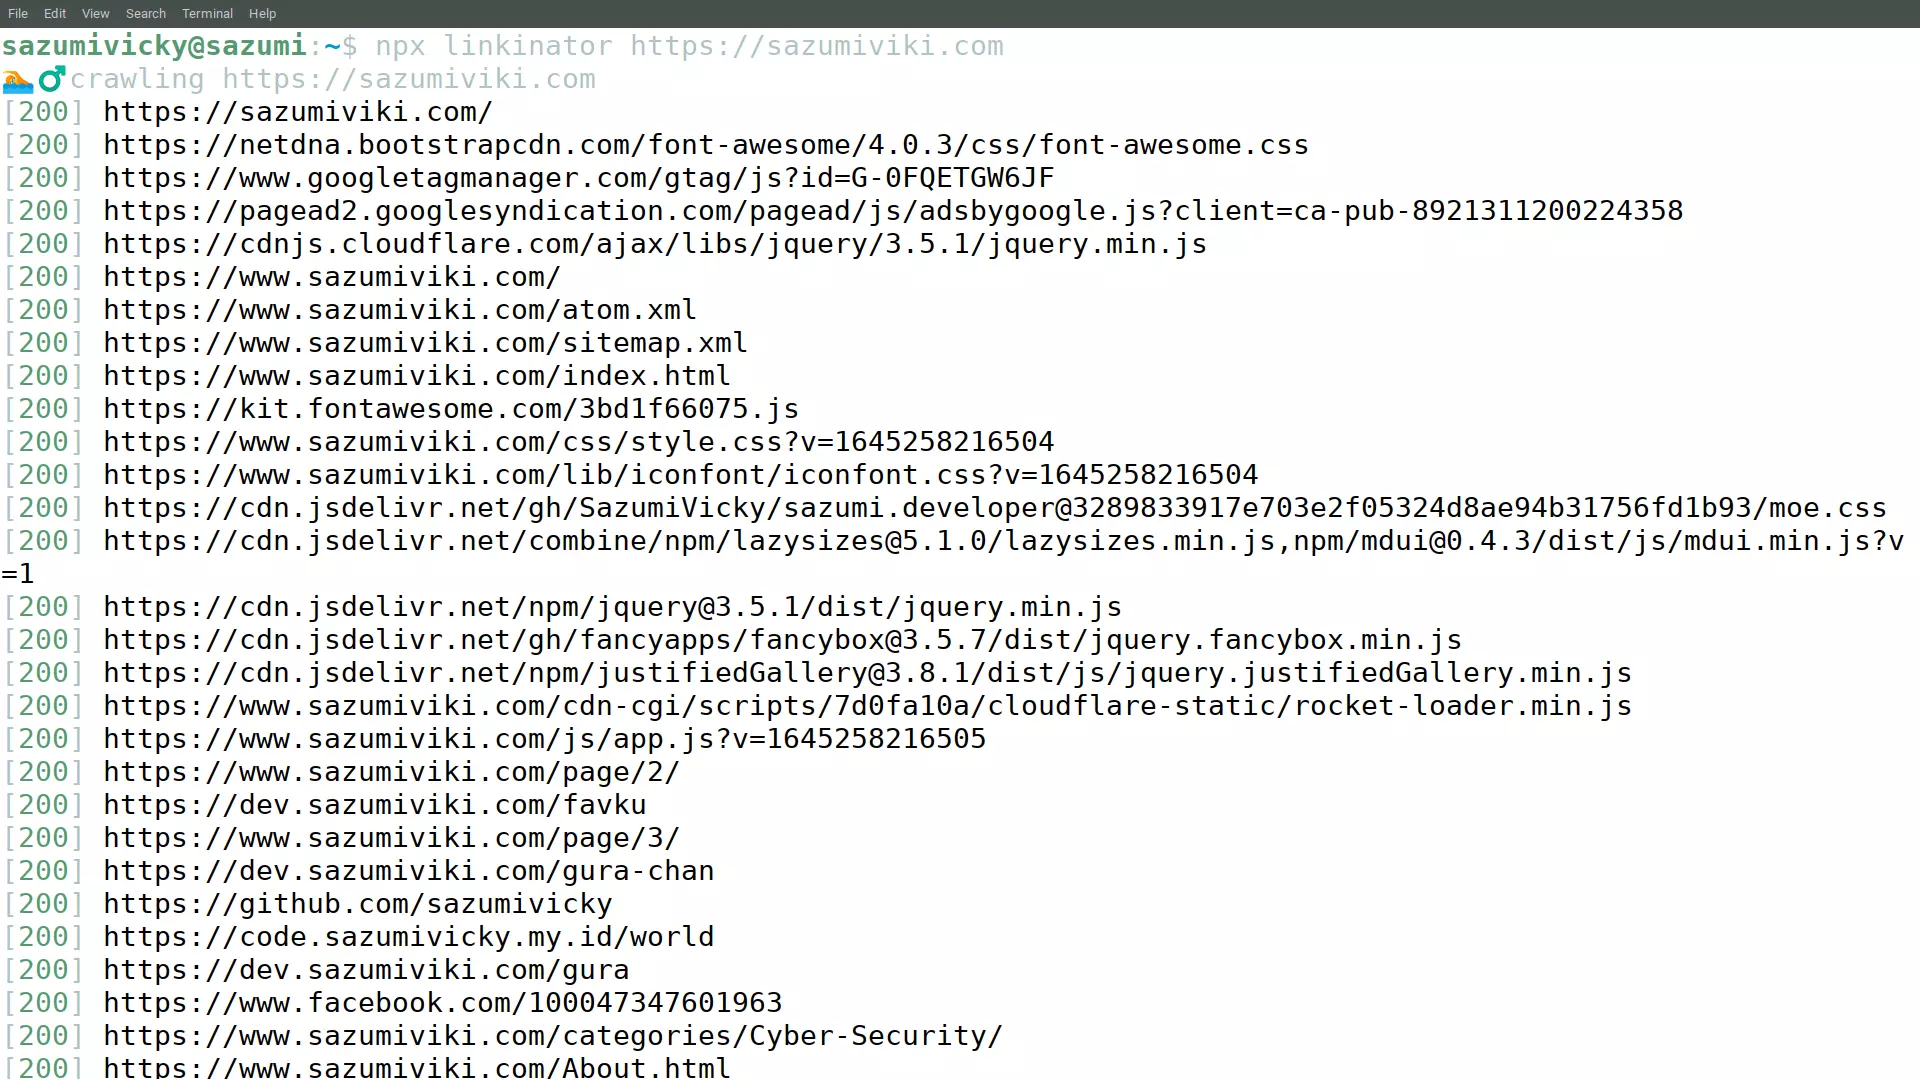 File Edit View Search Terminal Help
sazumivicky@sazumi:~$ npx linkinator https://sazumiviki.com
🏊♂crawling https://sazumiviki.com
[200] https://sazumiviki.com/
[200] https://netdna.bootstrapcdn.com/font-awesome/4.0.3/css/font-awesome.css
[200] https://www.googletagmanager.com/gtag/js?id=G-0FQETGW6JF
[200] https://pagead2.googlesyndication.com/pagead/js/adsbygoogle.js?client=ca-pub-8921311200224358
[200] https://cdnjs.cloudflare.com/ajax/libs/jquery/3.5.1/jquery.min.js
[200] https://www.sazumiviki.com/
[200] https://www.sazumiviki.com/atom.xml
[200] https://www.sazumiviki.com/sitemap.xml
[200] https://www.sazumiviki.com/index.html
[200] https://kit.fontawesome.com/3bd1f66075.js
[200] https://www.sazumiviki.com/css/style.css?v=1645258216504
[200] https://www.sazumiviki.com/lib/iconfont/iconfont.css?v=1645258216504
[200] https://cdn.jsdelivr.net/gh/SazumiVicky/sazumi.developer@3289833917e703e2f05324d8ae94b31756fd1b93/moe.css
[200] https://cdn.jsdelivr.net/combine/npm/lazysizes@5.1.0/lazysizes.min.js,npm/mdui@0.4.3/dist/js/mdui.min.js?v
=1
[200] https://cdn.jsdelivr.net/npm/jquery@3.5.1/dist/jquery.min.js
[200] https://cdn.jsdelivr.net/gh/fancyapps/fancybox@3.5.7/dist/jquery.fancybox.min.js
[200] https://cdn.jsdelivr.net/npm/justifiedGallery@3.8.1/dist/js/jquery.justifiedGallery.min.js
[200] https://www.sazumiviki.com/cdn-cgi/scripts/7d0fa10a/cloudflare-static/rocket-loader.min.js
[200] https://www.sazumiviki.com/js/app.js?v=1645258216505
[200] https://www.sazumiviki.com/page/2/
[200] https://dev.sazumiviki.com/favku
[200] https://www.sazumiviki.com/page/3/
[200] https://dev.sazumiviki.com/gura-chan
[200] https://github.com/sazumivicky
[200] https://code.sazumivicky.my.id/world
[200] https://dev.sazumiviki.com/gura
[200] https://www.facebook.com/100047347601963
[200] https://www.sazumiviki.com/categories/Cyber-Security/
[200] https://www.sazumiviki.com/About.html